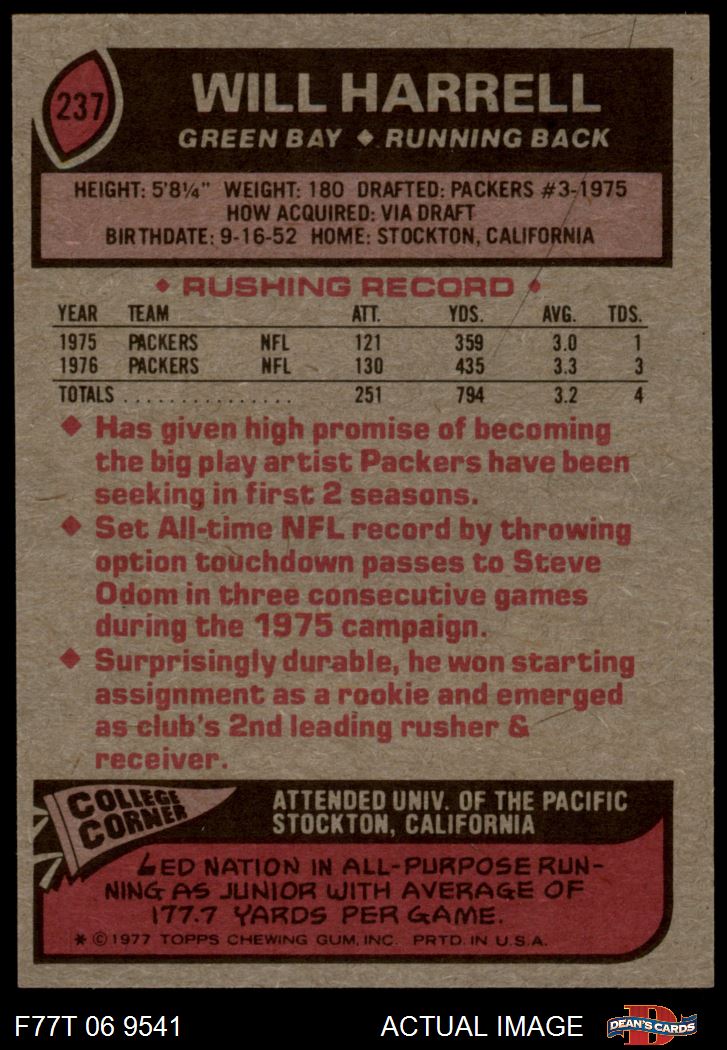 237
WILL HARRELL
GREEN BAY ◆ RUNNING BACK
HEIGHT: 5'8¼" WEIGHT: 180 DRAFTED: PACKERS #3-1975
HOW ACQUIRED: VIA DRAFT
BIRTHDATE: 9-16-52 HOME: STOCKTON, CALIFORNIA
◆ RUSHING RECORD ◆
YEAR TEAM ATT. YDS. AVG. TDS.
1975 PACKERS NFL 121 359 3.0 1
1976 PACKERS NFL 130 435 3.3 3
TOTALS . . . . . . . . . . . . . . . 251 794 3.2 4
◆ Has given high promise of becoming
the big play artist Packers have been
seeking in first 2 seasons.
◆ Set All-time NFL record by throwing
option touchdown passes to Steve
Odom in three consecutive games
during the 1975 campaign.
◆ Surprisingly durable, he won starting
assignment as a rookie and emerged
as club's 2nd leading rusher &
receiver.
COLLEGE
CORNER
ATTENDED UNIV. OF THE PACIFIC
STOCKTON, CALIFORNIA
LED NATION IN ALL-PURPOSE RUN-
NING AS JUNIOR WITH AVERAGE OF
177.7 YARDS PER GAME.
* © 1977 TOPPS CHEWING GUM, INC. PRTD. IN U.S.A.
F77T 06 9541 ACTUAL IMAGE
D
DEAN'S CARDS